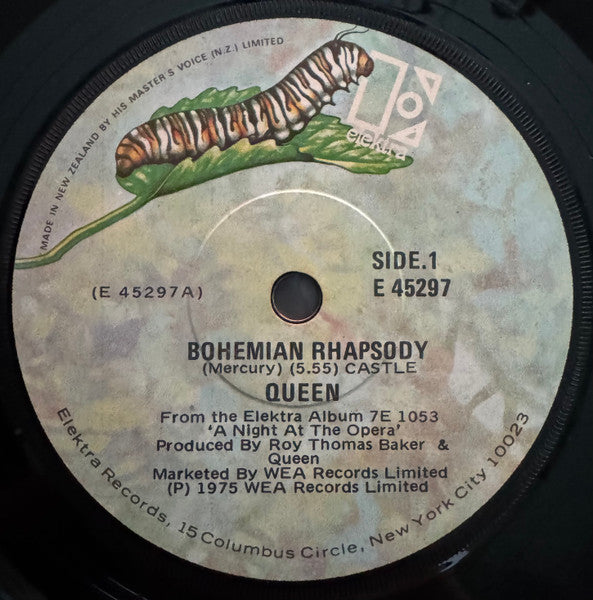 MADE IN NEW ZEALAND BY HIS MASTER'S VOICE (N.Z.) LIMITED
elektra
SIDE.1
(E 45297A)
E 45297
BOHEMIAN RHAPSODY
(Mercury) (5.55) CASTLE
QUEEN
From the Elektra Album 7E 1053
'A Night At The Opera'
Produced By Roy Thomas Baker &
Queen
Marketed By WEA Records Limited
(P) 1975 WEA Records Limited
Elektra Records, 15 Columbus Circle, New York City 10023